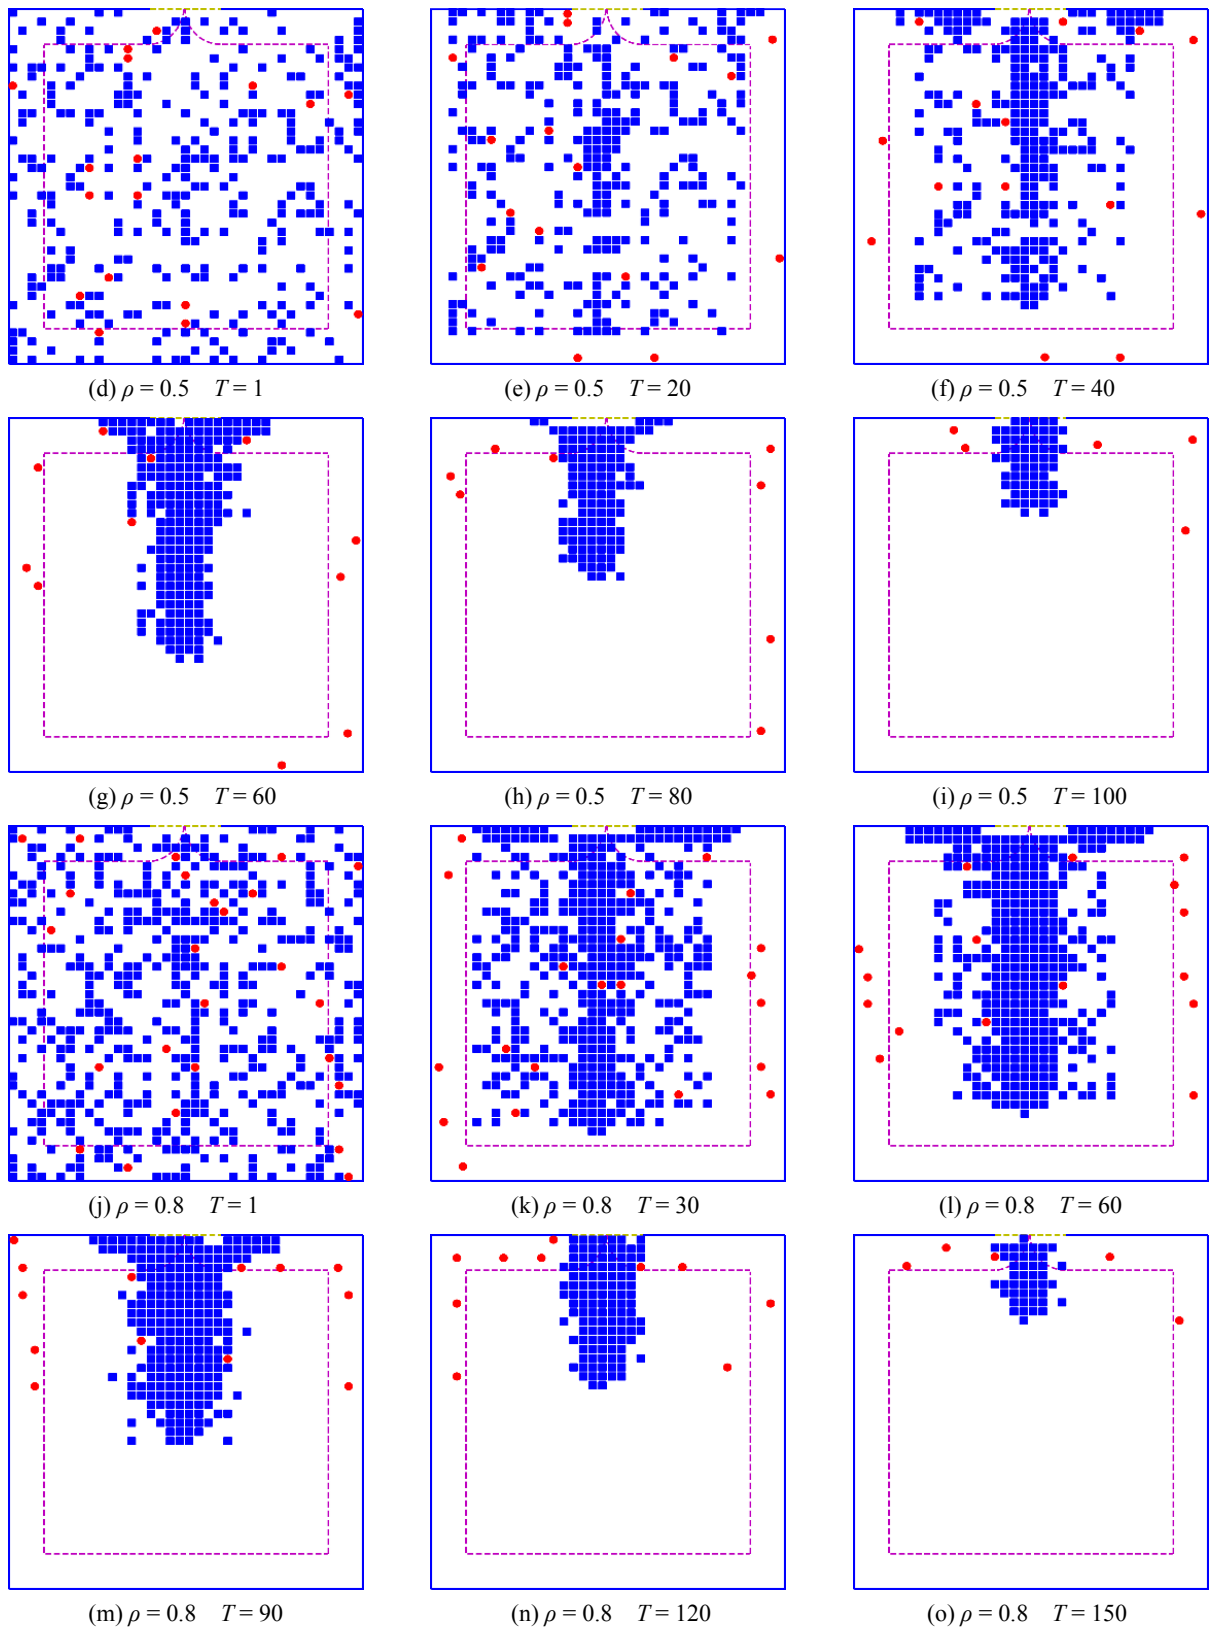 (d) ρ = 0.5 T = 1
(e) ρ = 0.5 T = 20
(f) ρ = 0.5 T = 40
(g) ρ = 0.5 T = 60
(h) ρ = 0.5 T = 80
(i) ρ = 0.5 T = 100
(j) ρ = 0.8 T = 1
(k) ρ = 0.8 T = 30
(l) ρ = 0.8 T = 60
(m) ρ = 0.8 T = 90
(n) ρ = 0.8 T = 120
(o) ρ = 0.8 T = 150